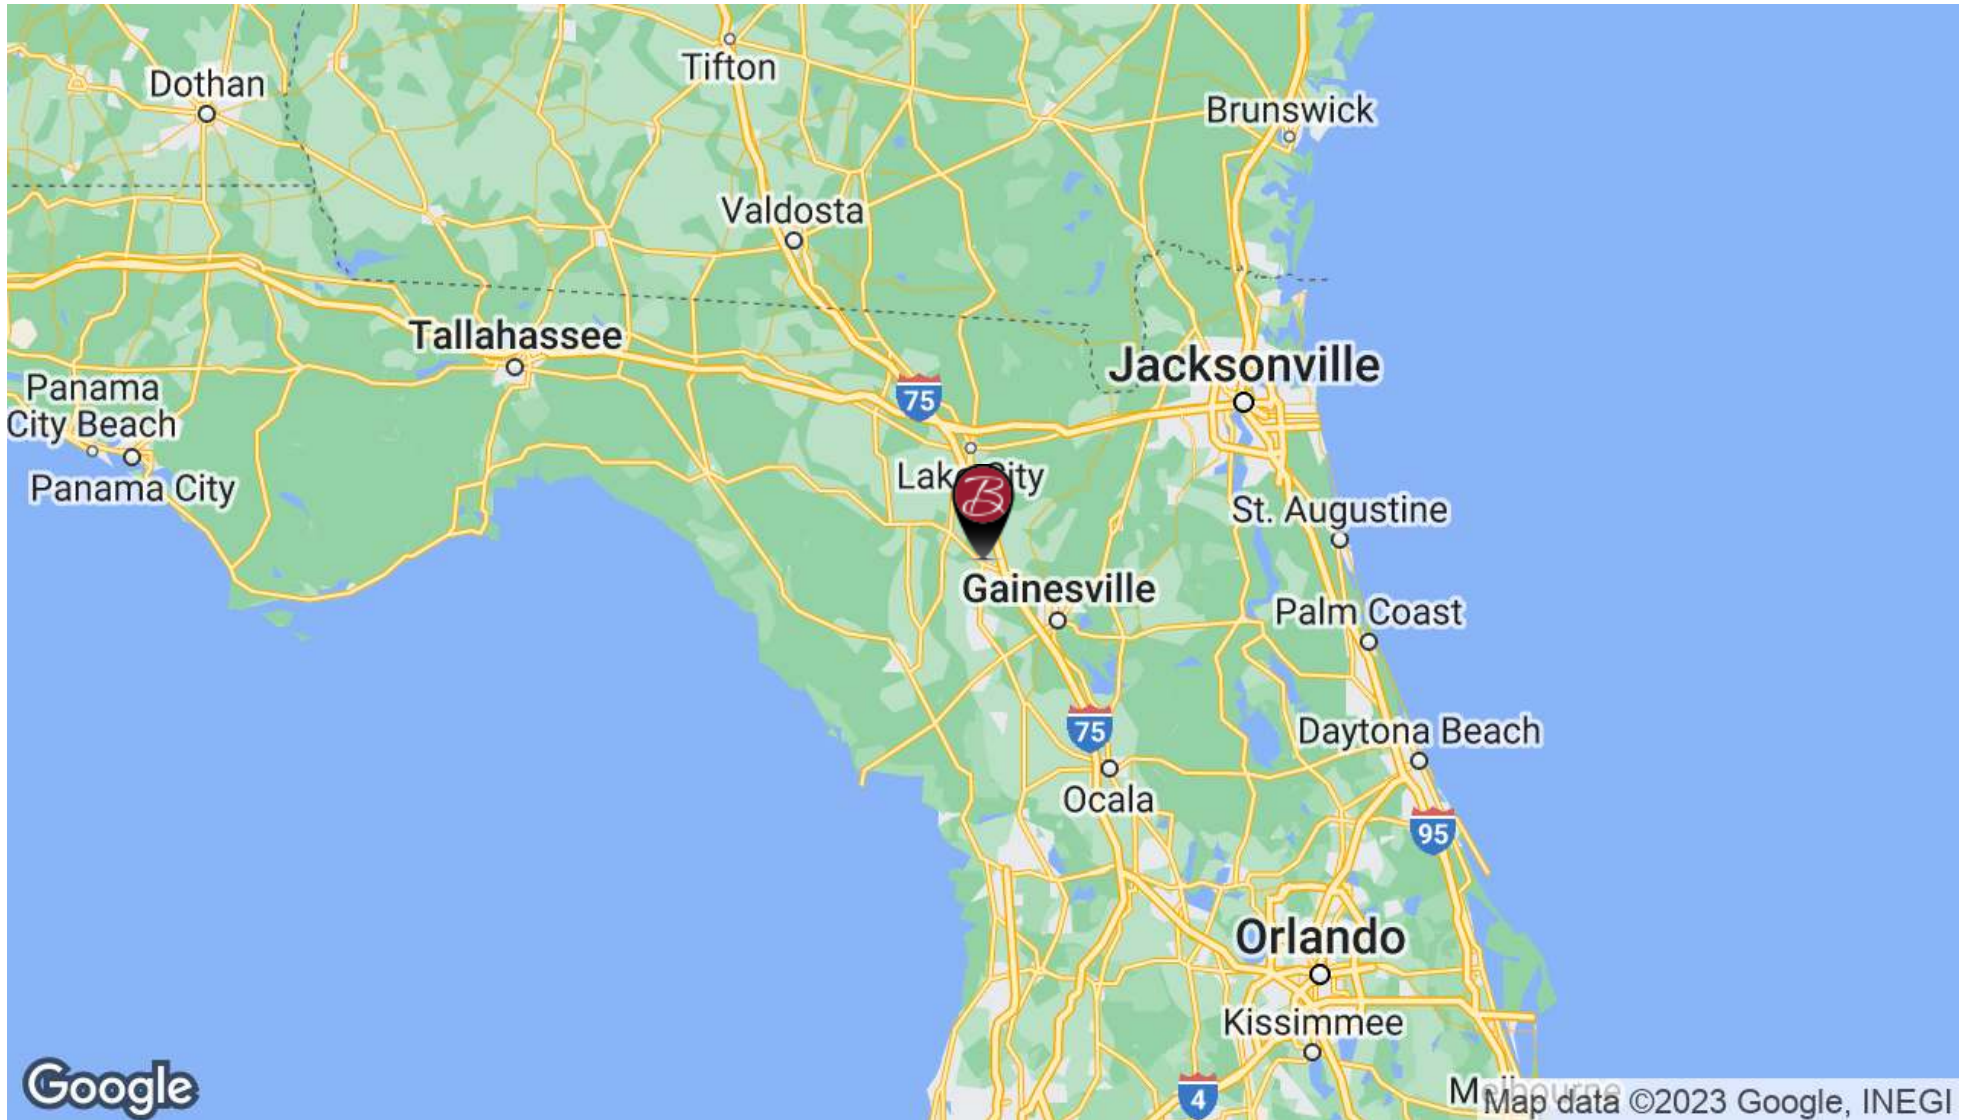 Tifton
Dothan
Brunswick
Valdosta
Tallahassee
Jacksonville
Panama
City Beach
75
Panama City
Lake City
B
St. Augustine
Gainesville
Palm Coast
75
Daytona Beach
Ocala
95
Orlando
Kissimmee
Google
4
Melbourne
Map data ©2023 Google, INEGI